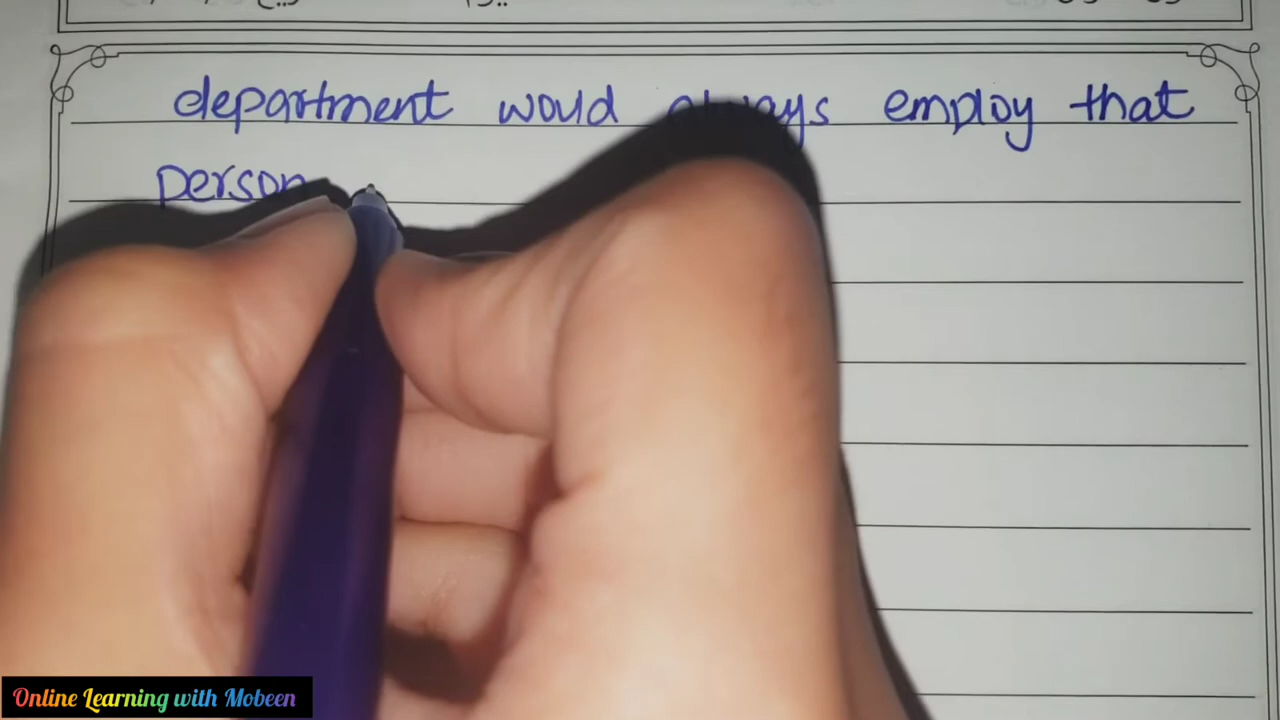 department would always employ that
person
Online Learning with Mobeen